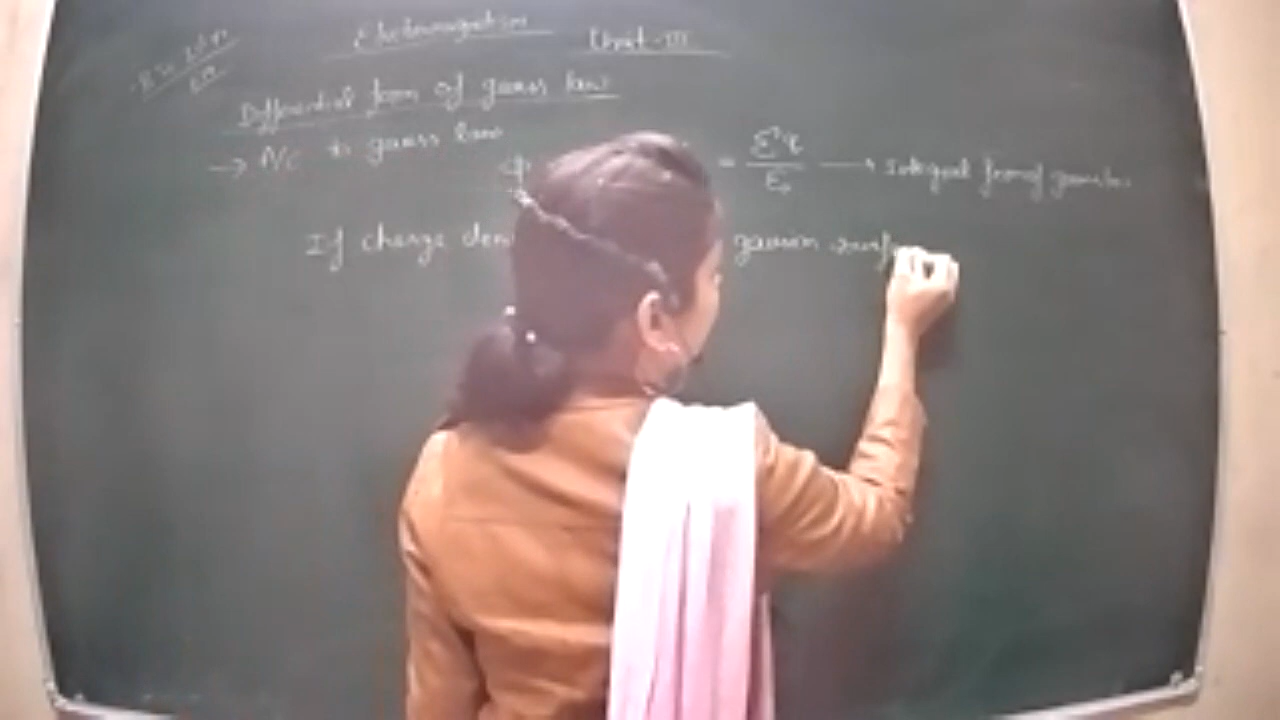 Electromagnetism Unit-III
Differential form of gauss law
→ A/C to gauss law
Φ = Σq / ε₀ → Integral form of gauss law
If charge den gaussian surf